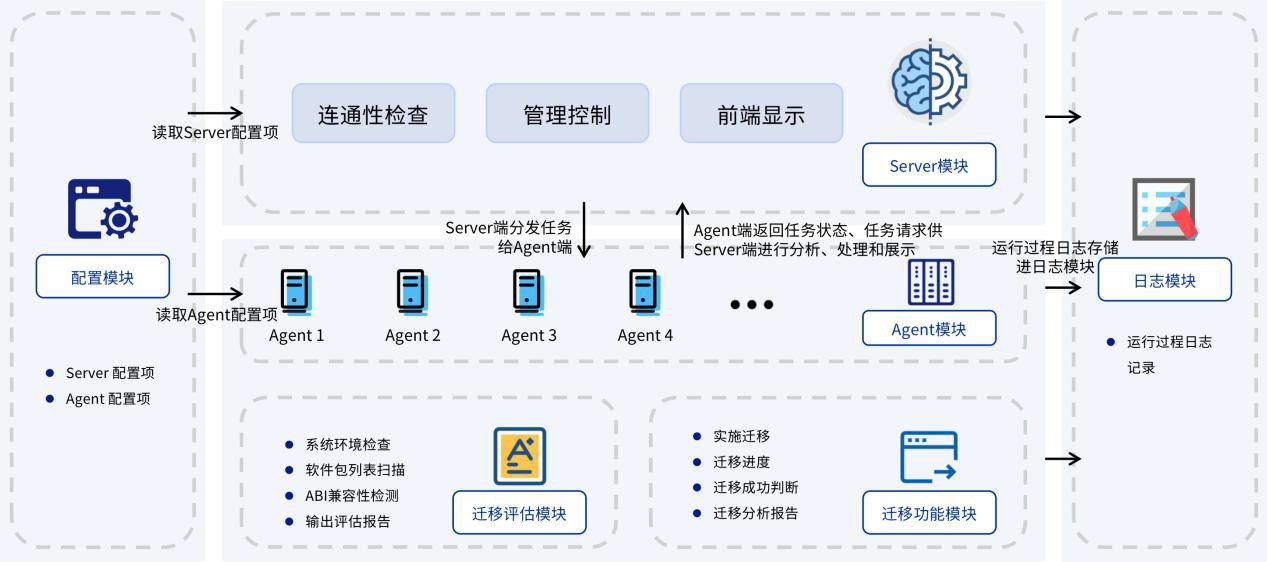 读取Server配置项
配置模块
读取Agent配置项
Server 配置项
Agent 配置项
连通性检查
管理控制
前端显示
Server模块
Server端分发任务
给Agent端
Agent端返回任务状态、任务请求供
Server端进行分析、处理和展示
Agent 1
Agent 2
Agent 3
Agent 4
Agent模块
系统环境检查
软件包列表扫描
ABI兼容性检测
输出评估报告
迁移评估模块
实施迁移
迁移进度
迁移成功判断
迁移分析报告
迁移功能模块
运行过程日志存储
进日志模块
日志模块
运行过程日志
记录